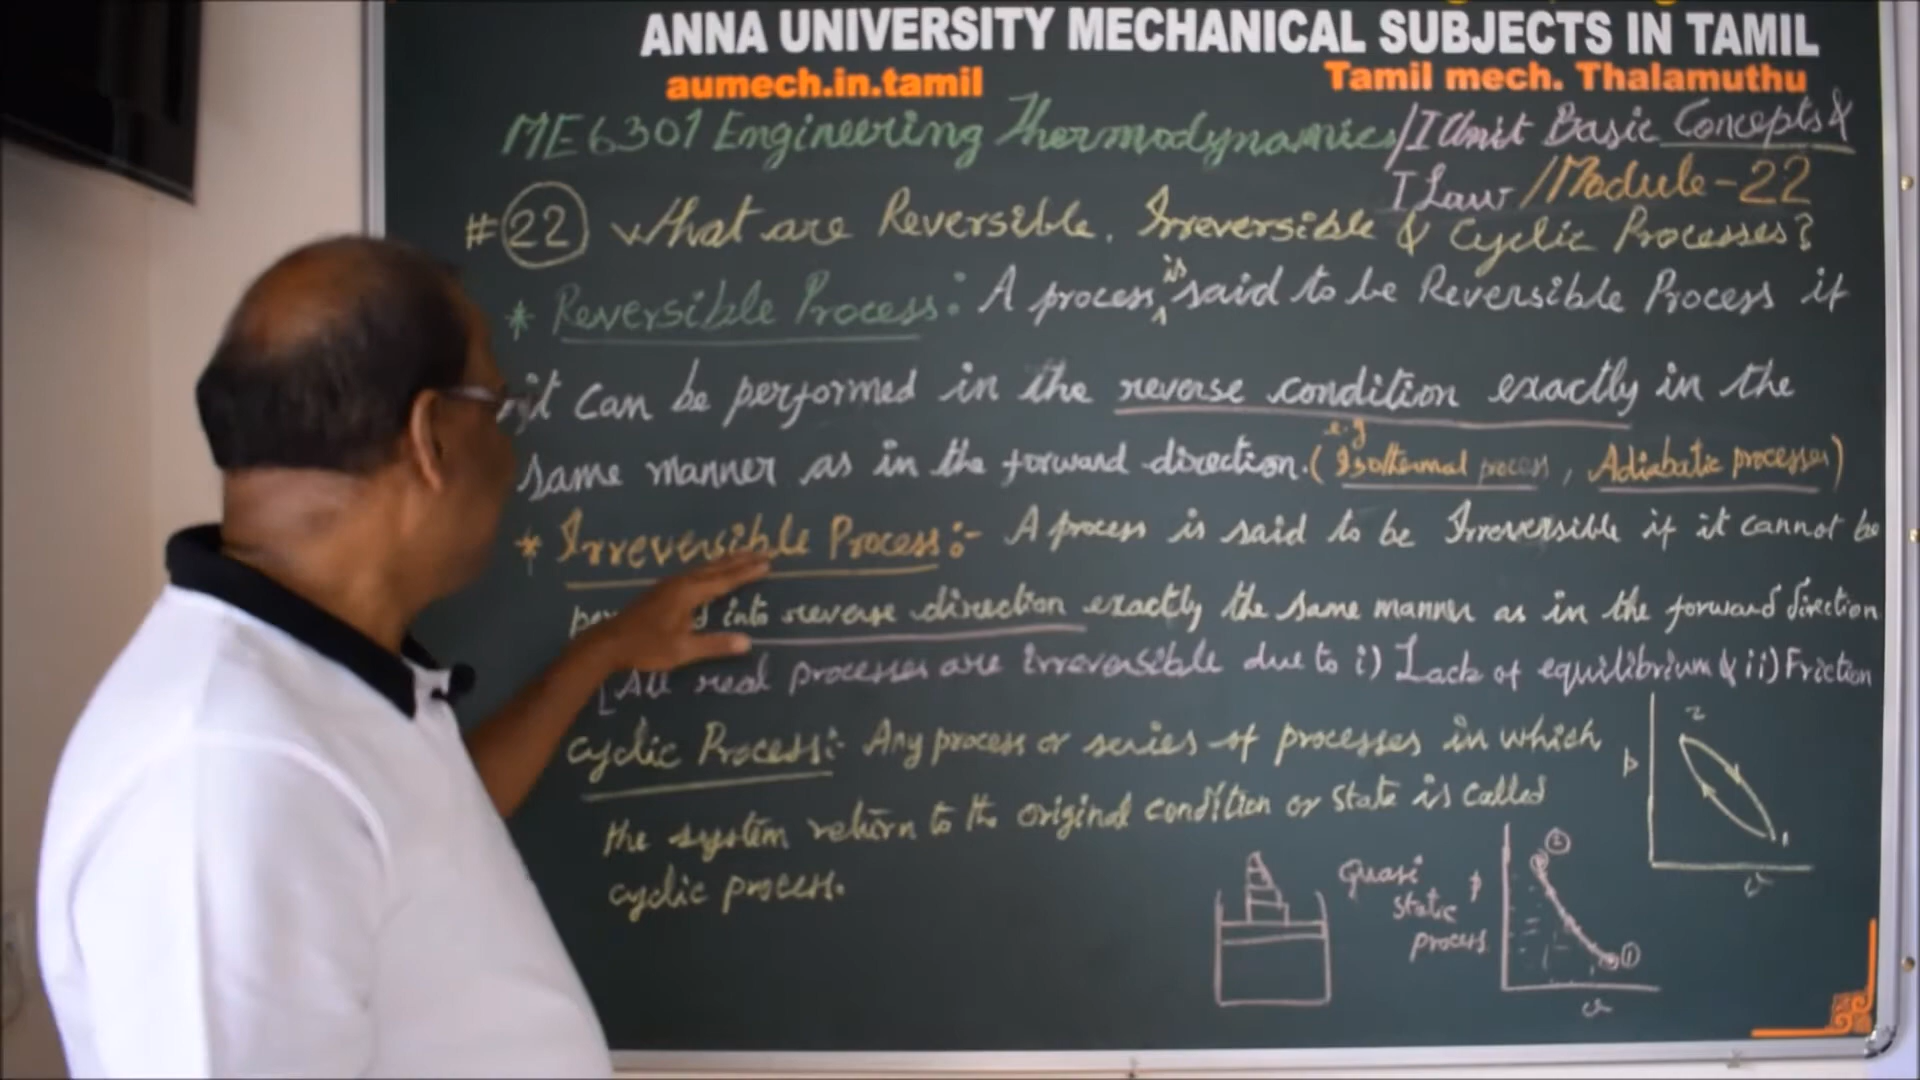 ANNA UNIVERSITY MECHANICAL SUBJECTS IN TAMIL
aumech.in.tamil
Tamil mech. Thalamuthu
ME6301 Engineering Thermodynamics / I Unit Basic Concepts &
I Law / Module - 22
# 22 What are Reversible, Irreversible & Cyclic Processes?
* Reversible Process: A process is said to be Reversible Process if
it can be performed in the reverse condition exactly in the
same manner as in the forward direction. (e.g Isothermal process, Adiabatic processes)
* Irreversible Process:- A process is said to be Irreversible if it cannot be
into reverse direction exactly the same manner as in the forward direction
[All real processes are irreversible due to i) Lack of equilibrium & ii) Friction
Cyclic Process:- Any process or series of processes in which
the system return to the original condition or state is called
cyclic process.
p
2
1
v
Quasi
static
process
p
2
1
v